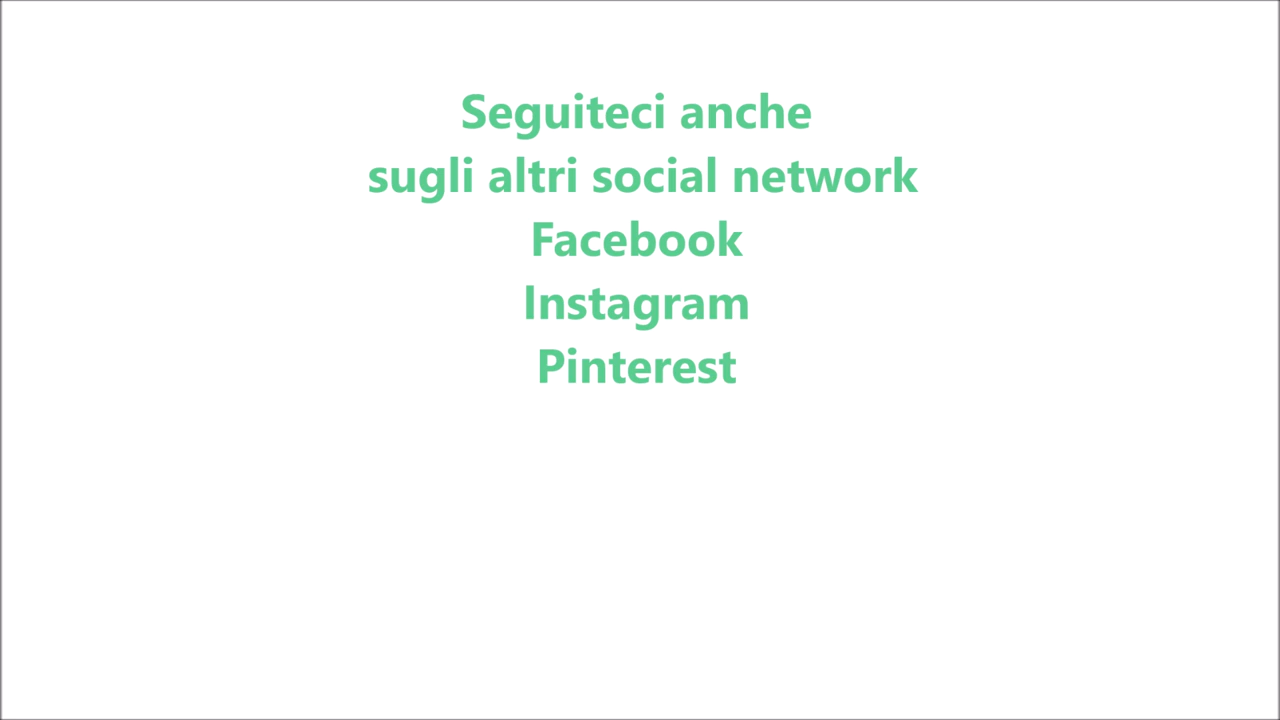 Seguiteci anche
sugli altri social network
Facebook
Instagram
Pinterest